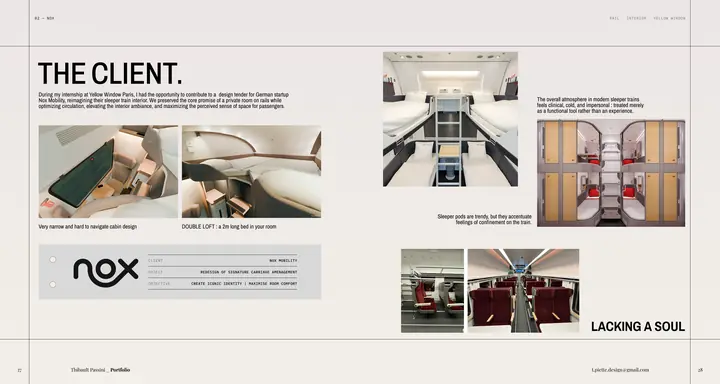 02 — NOX
RAIL INTERIOR YELLOW WINDOW
THE CLIENT.
During my internship at Yellow Window Paris, I had the opportunity to contribute to a design tender for German startup
Nox Mobility, reimagining their sleeper train interior. We preserved the core promise of a private room on rails while
optimizing circulation, elevating the interior ambiance, and maximizing the perceived sense of space for passengers.
Very narrow and hard to navigate cabin design
DOUBLE LOFT : a 2m long bed in your room
nox
CLIENT
NOX MOBILITY
REDESIGN OF SIGNATURE CARRIAGE
OBJECTIVE
CREATE ICONIC IDENTITY | MAXIMISE ROOM COMFORT
The overall atmosphere in modern sleeper trains
feels clinical, cold, and impersonal : treated merely
as a functional tool rather than an experience.
Sleeper pods are trendy, but they accentuate
feelings of confinement on the train.
LACKING A SOUL
Portfolio
t.piette.design@gmail.com
28